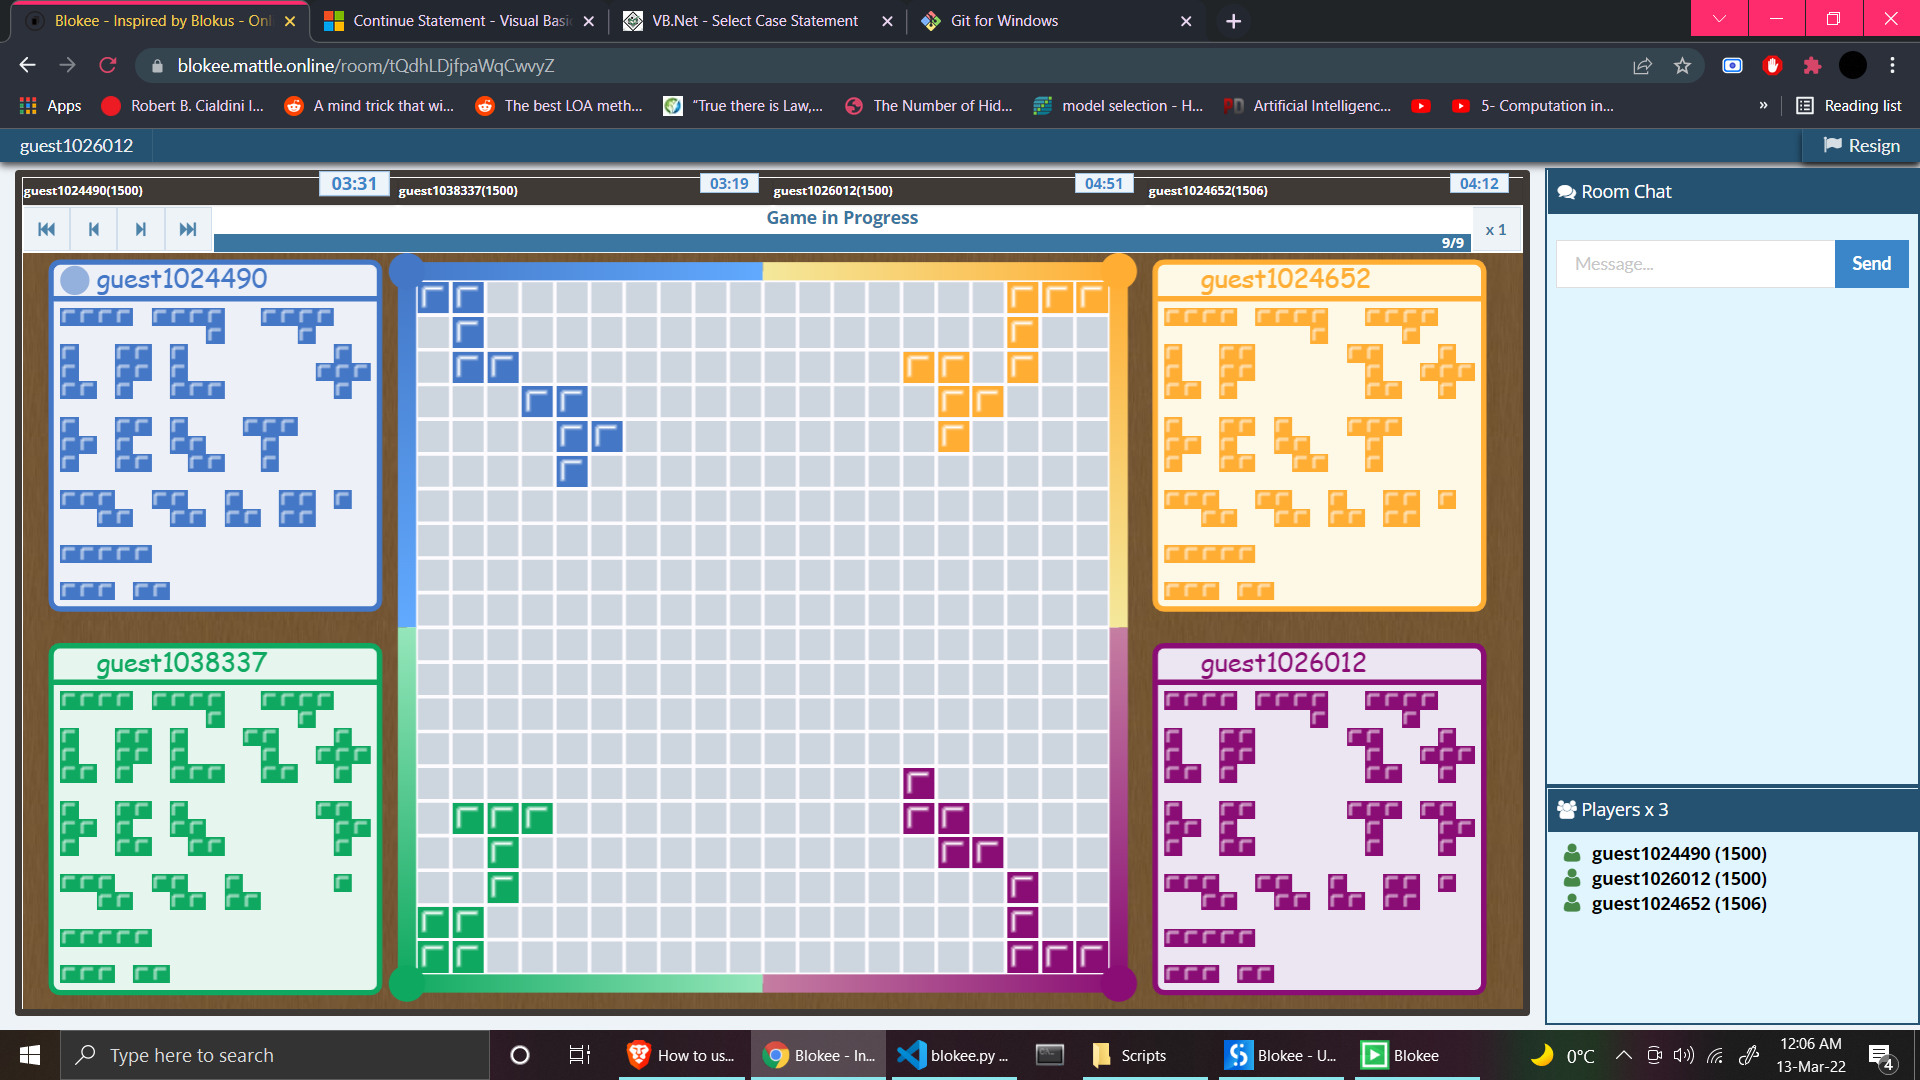 Blokee - Inspired by Blokus - Onl
Continue Statement - Visual Basi
VB.Net - Select Case Statement
Git for Windows
blokee.mattle.online/room/tQdhLDjfpaWqCwvyZ
Apps
Robert B. Cialdini I...
A mind trick that wi...
The best LOA meth...
“True there is Law,...
The Number of Hid...
model selection - H...
Artificial Intelligenc...
5- Computation in...
»
Reading list
guest1026012
Resign
guest1024490(1500)
03:31
guest1038337(1500)
03:19
guest1026012(1500)
04:51
guest1024652(1506)
04:12
Game in Progress
9/9
x 1
Room Chat
Message...
Send
guest1024490
guest1024652
guest1038337
guest1026012
Players x 3
guest1024490 (1500)
guest1026012 (1500)
guest1024652 (1506)
Type here to search
How to us...
Blokee - In...
blokee.py ...
Scripts
Blokee - U...
Blokee
0°C
12:06 AM
13-Mar-22
4